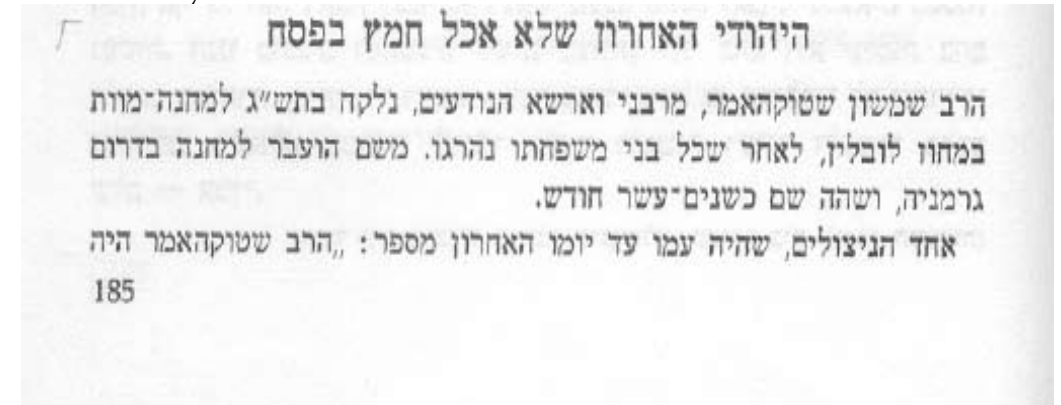 היהודי האחרון שלא אכל חמץ בפסח
הרב שמשון שטוקהאמר, מרבני וארשא הנודעים, נלקח בתש״ג למחנה־מוות
במחוז לובלין, לאחר שכל בני משפחתו נהרגו. משם הועבר למחנה בדרום
גרמניה, ושהה שם כשנים־עשר חודש.
אחד הניצולים, שהיה עמו עד יומו האחרון מספר: „הרב שטוקהאמר היה
185